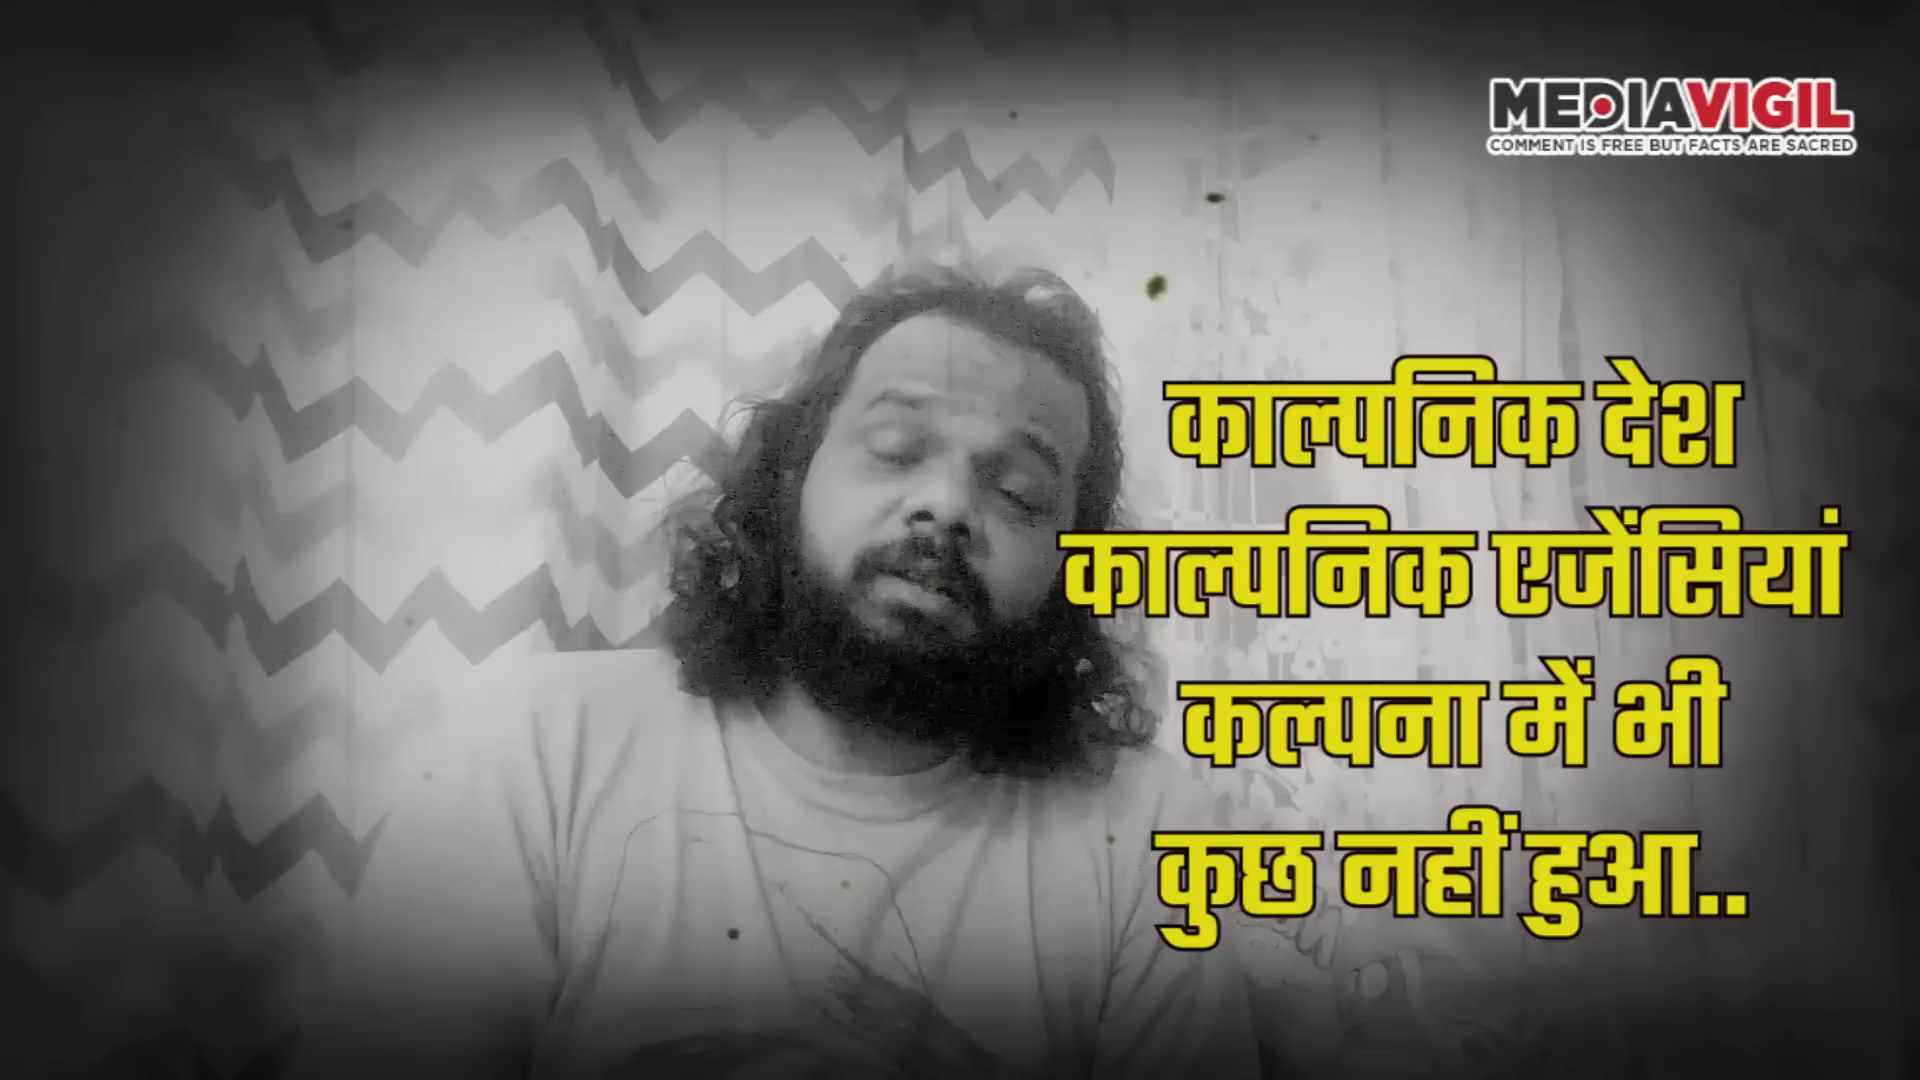 MEDIAVIGIL
COMMENT IS FREE BUT FACTS ARE SACRED
काल्पनिक देश
काल्पनिक एजेंसियां
कल्पना में भी
कुछ नहीं हुआ..